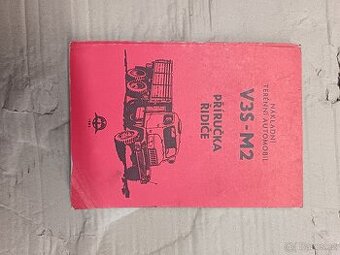 NÁKLADNÍ
TERÉNNÍ AUTOMOBIL
V3S-M2
PŘÍRUČKA
ŘIDIČE